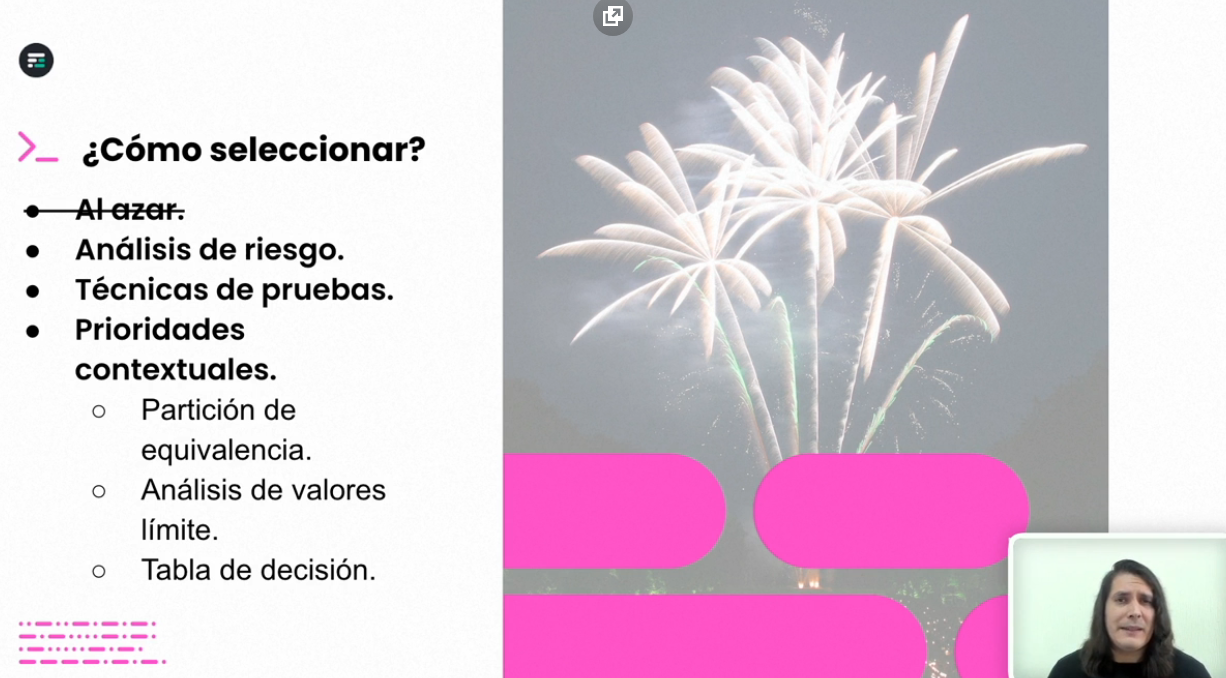 ¿Cómo seleccionar?
● Al azar.
● Análisis de riesgo.
● Técnicas de pruebas.
● Prioridades
contextuales.
○ Partición de
equivalencia.
○ Análisis de valores
límite.
○ Tabla de decisión.